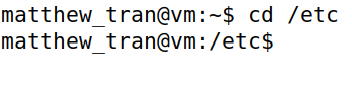 matthew_tran@vm:~$ cd /etc
matthew_tran@vm:/etc$